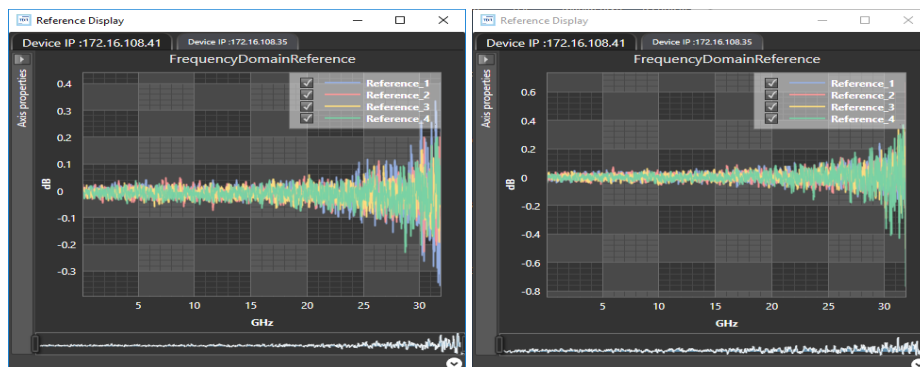 Reference Display
Device IP :172.16.108.41
Device IP :172.16.108.35
Axis properties
FrequencyDomainReference
Reference_1
Reference_2
Reference_3
Reference_4
0.4
0.3
0.2
0.1
0
-0.1
-0.2
-0.3
dB
5
10
15
20
25
30
GHz
Reference Display
Device IP :172.16.108.41
Device IP :172.16.108.35
Axis properties
FrequencyDomainReference
Reference_1
Reference_2
Reference_3
Reference_4
0.6
0.4
0.2
0
-0.2
-0.4
-0.6
-0.8
dB
5
10
15
20
25
30
GHz